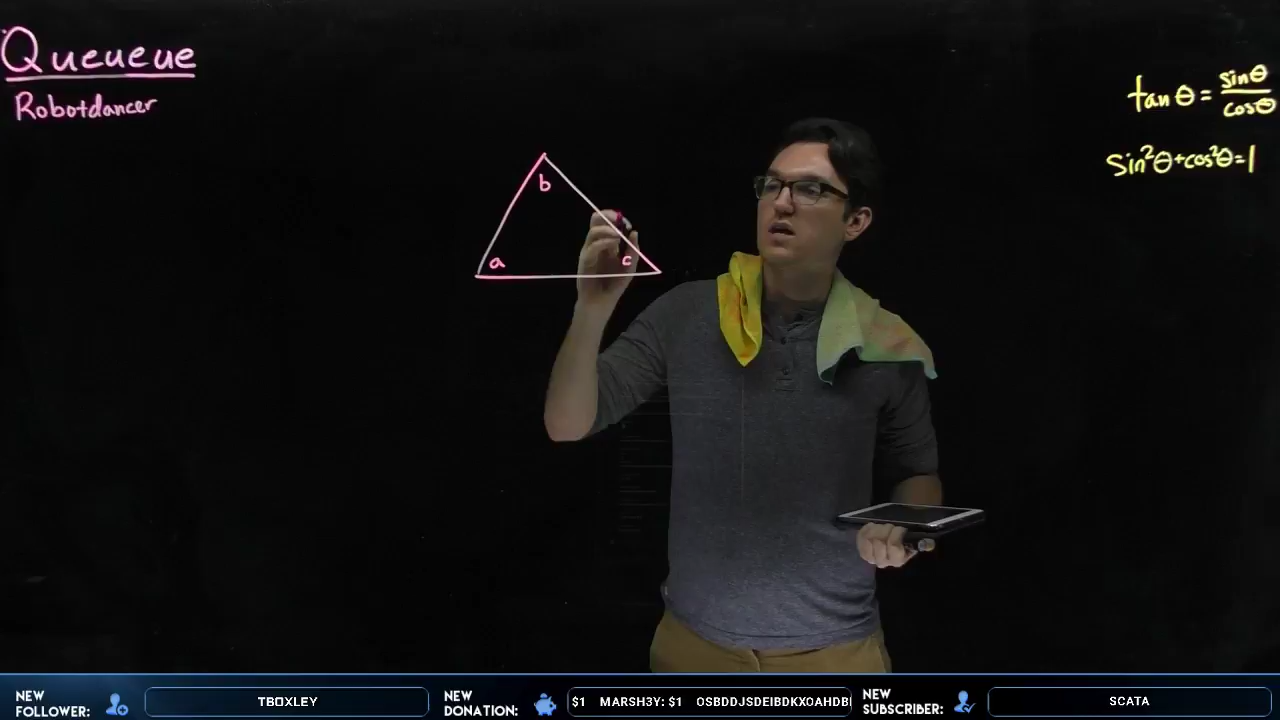 Queueue
Robotdancer
tan θ = sinθ/cosθ
sin²θ+cos²θ=1
b
a
c
NEW FOLLOWER:
TBOXLEY
NEW DONATION:
$1 MARSH3Y: $1 OSBDDJSDEIBDKXOAHDB
NEW SUBSCRIBER:
SCATA